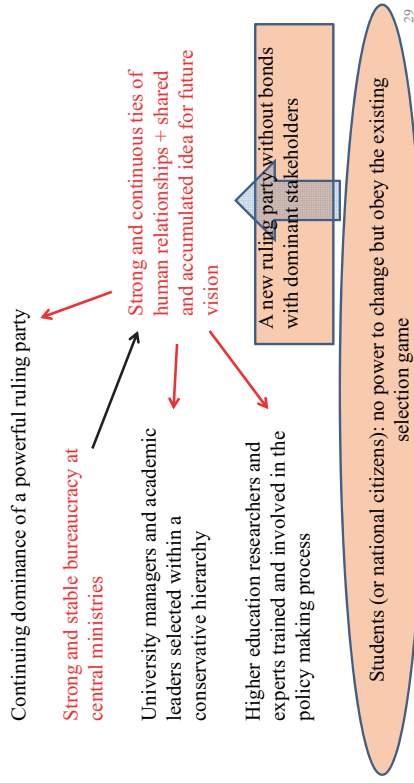 Continuing dominance of a powerful ruling party
Strong and stable bureaucracy at
central ministries
Strong and continuous ties of
human relationships + shared
and accumulated idea for future
vision
University managers and academic
leaders selected within a
conservative hierarchy
Higher education researchers and
experts trained and involved in the
policy making process
A new ruling party without bonds
with dominant stakeholders
Students (or national citizens): no power to change but obey the existing
selection game
29